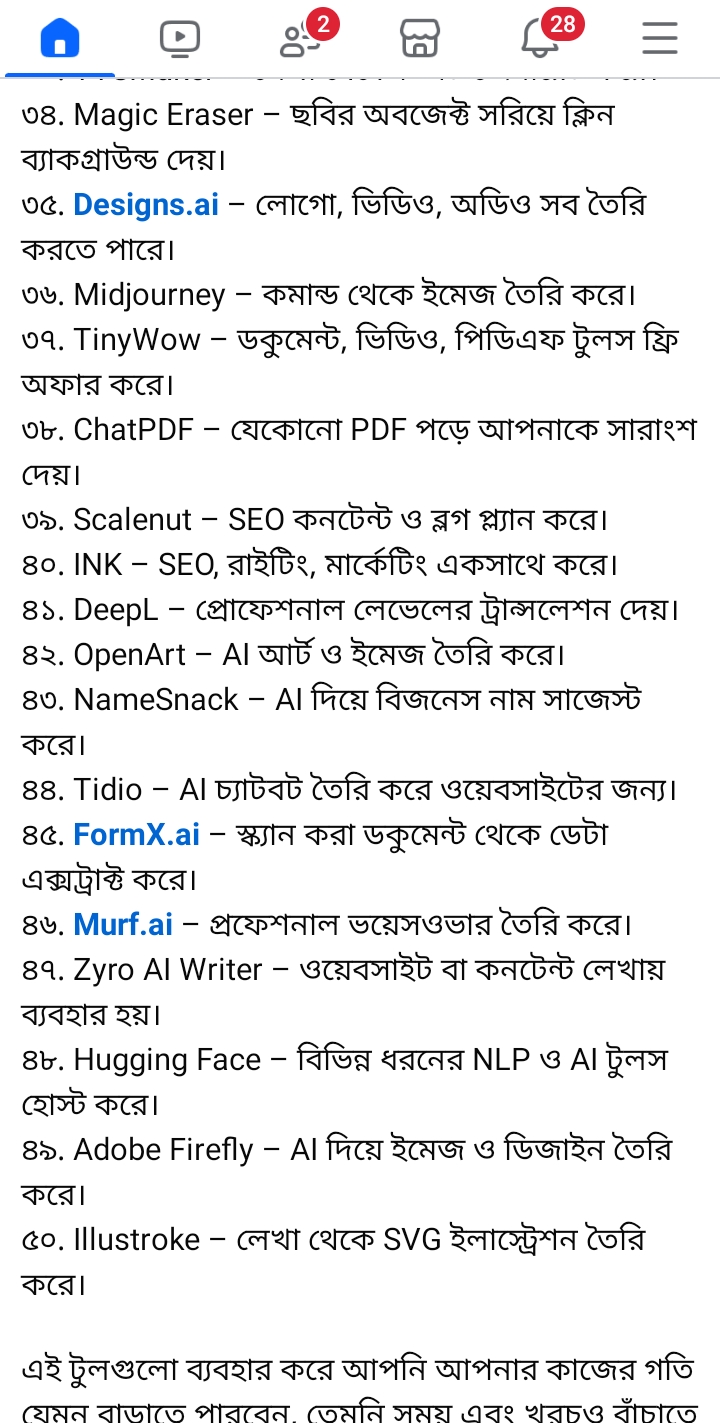 2
28
৩৪. Magic Eraser – ছবির অবজেক্ট সরিয়ে ক্লিন
ব্যাকগ্রাউন্ড দেয়।
৩৫. Designs.ai – লোগো, ভিডিও, অডিও সব তৈরি
করতে পারে।
৩৬. Midjourney – কমান্ড থেকে ইমেজ তৈরি করে।
৩৭. TinyWow – ডকুমেন্ট, ভিডিও, পিডিএফ টুলস ফ্রি
অফার করে।
৩৮. ChatPDF – যেকোনো PDF পড়ে আপনাকে সারাংশ
দেয়।
৩৯. Scalenut – SEO কনটেন্ট ও ব্লগ প্ল্যান করে।
৪০. INK – SEO, রাইটিং, মার্কেটিং একসাথে করে।
৪১. DeepL – প্রোফেশনাল লেভেলের ট্রান্সলেশন দেয়।
৪২. OpenArt – AI আর্ট ও ইমেজ তৈরি করে।
৪৩. NameSnack – AI দিয়ে বিজনেস নাম সাজেস্ট
করে।
৪৪. Tidio – AI চ্যাটবট তৈরি করে ওয়েবসাইটের জন্য।
৪৫. FormX.ai – স্ক্যান করা ডকুমেন্ট থেকে ডেটা
এক্সট্রাক্ট করে।
৪৬. Murf.ai – প্রফেশনাল ভয়েসওভার তৈরি করে।
৪৭. Zyro AI Writer – ওয়েবসাইট বা কনটেন্ট লেখায়
ব্যবহার হয়।
৪৮. Hugging Face – বিভিন্ন ধরনের NLP ও AI টুলস
হোস্ট করে।
৪৯. Adobe Firefly – AI দিয়ে ইমেজ ও ডিজাইন তৈরি
করে।
৫০. Illustroke – লেখা থেকে SVG ইলাস্ট্রেশন তৈরি
করে।
এই টুলগুলো ব্যবহার করে আপনি আপনার কাজের গতি
যেমন বাড়াতে পারবেন, তেমনি সময় এবং খরচও বাঁচাতে